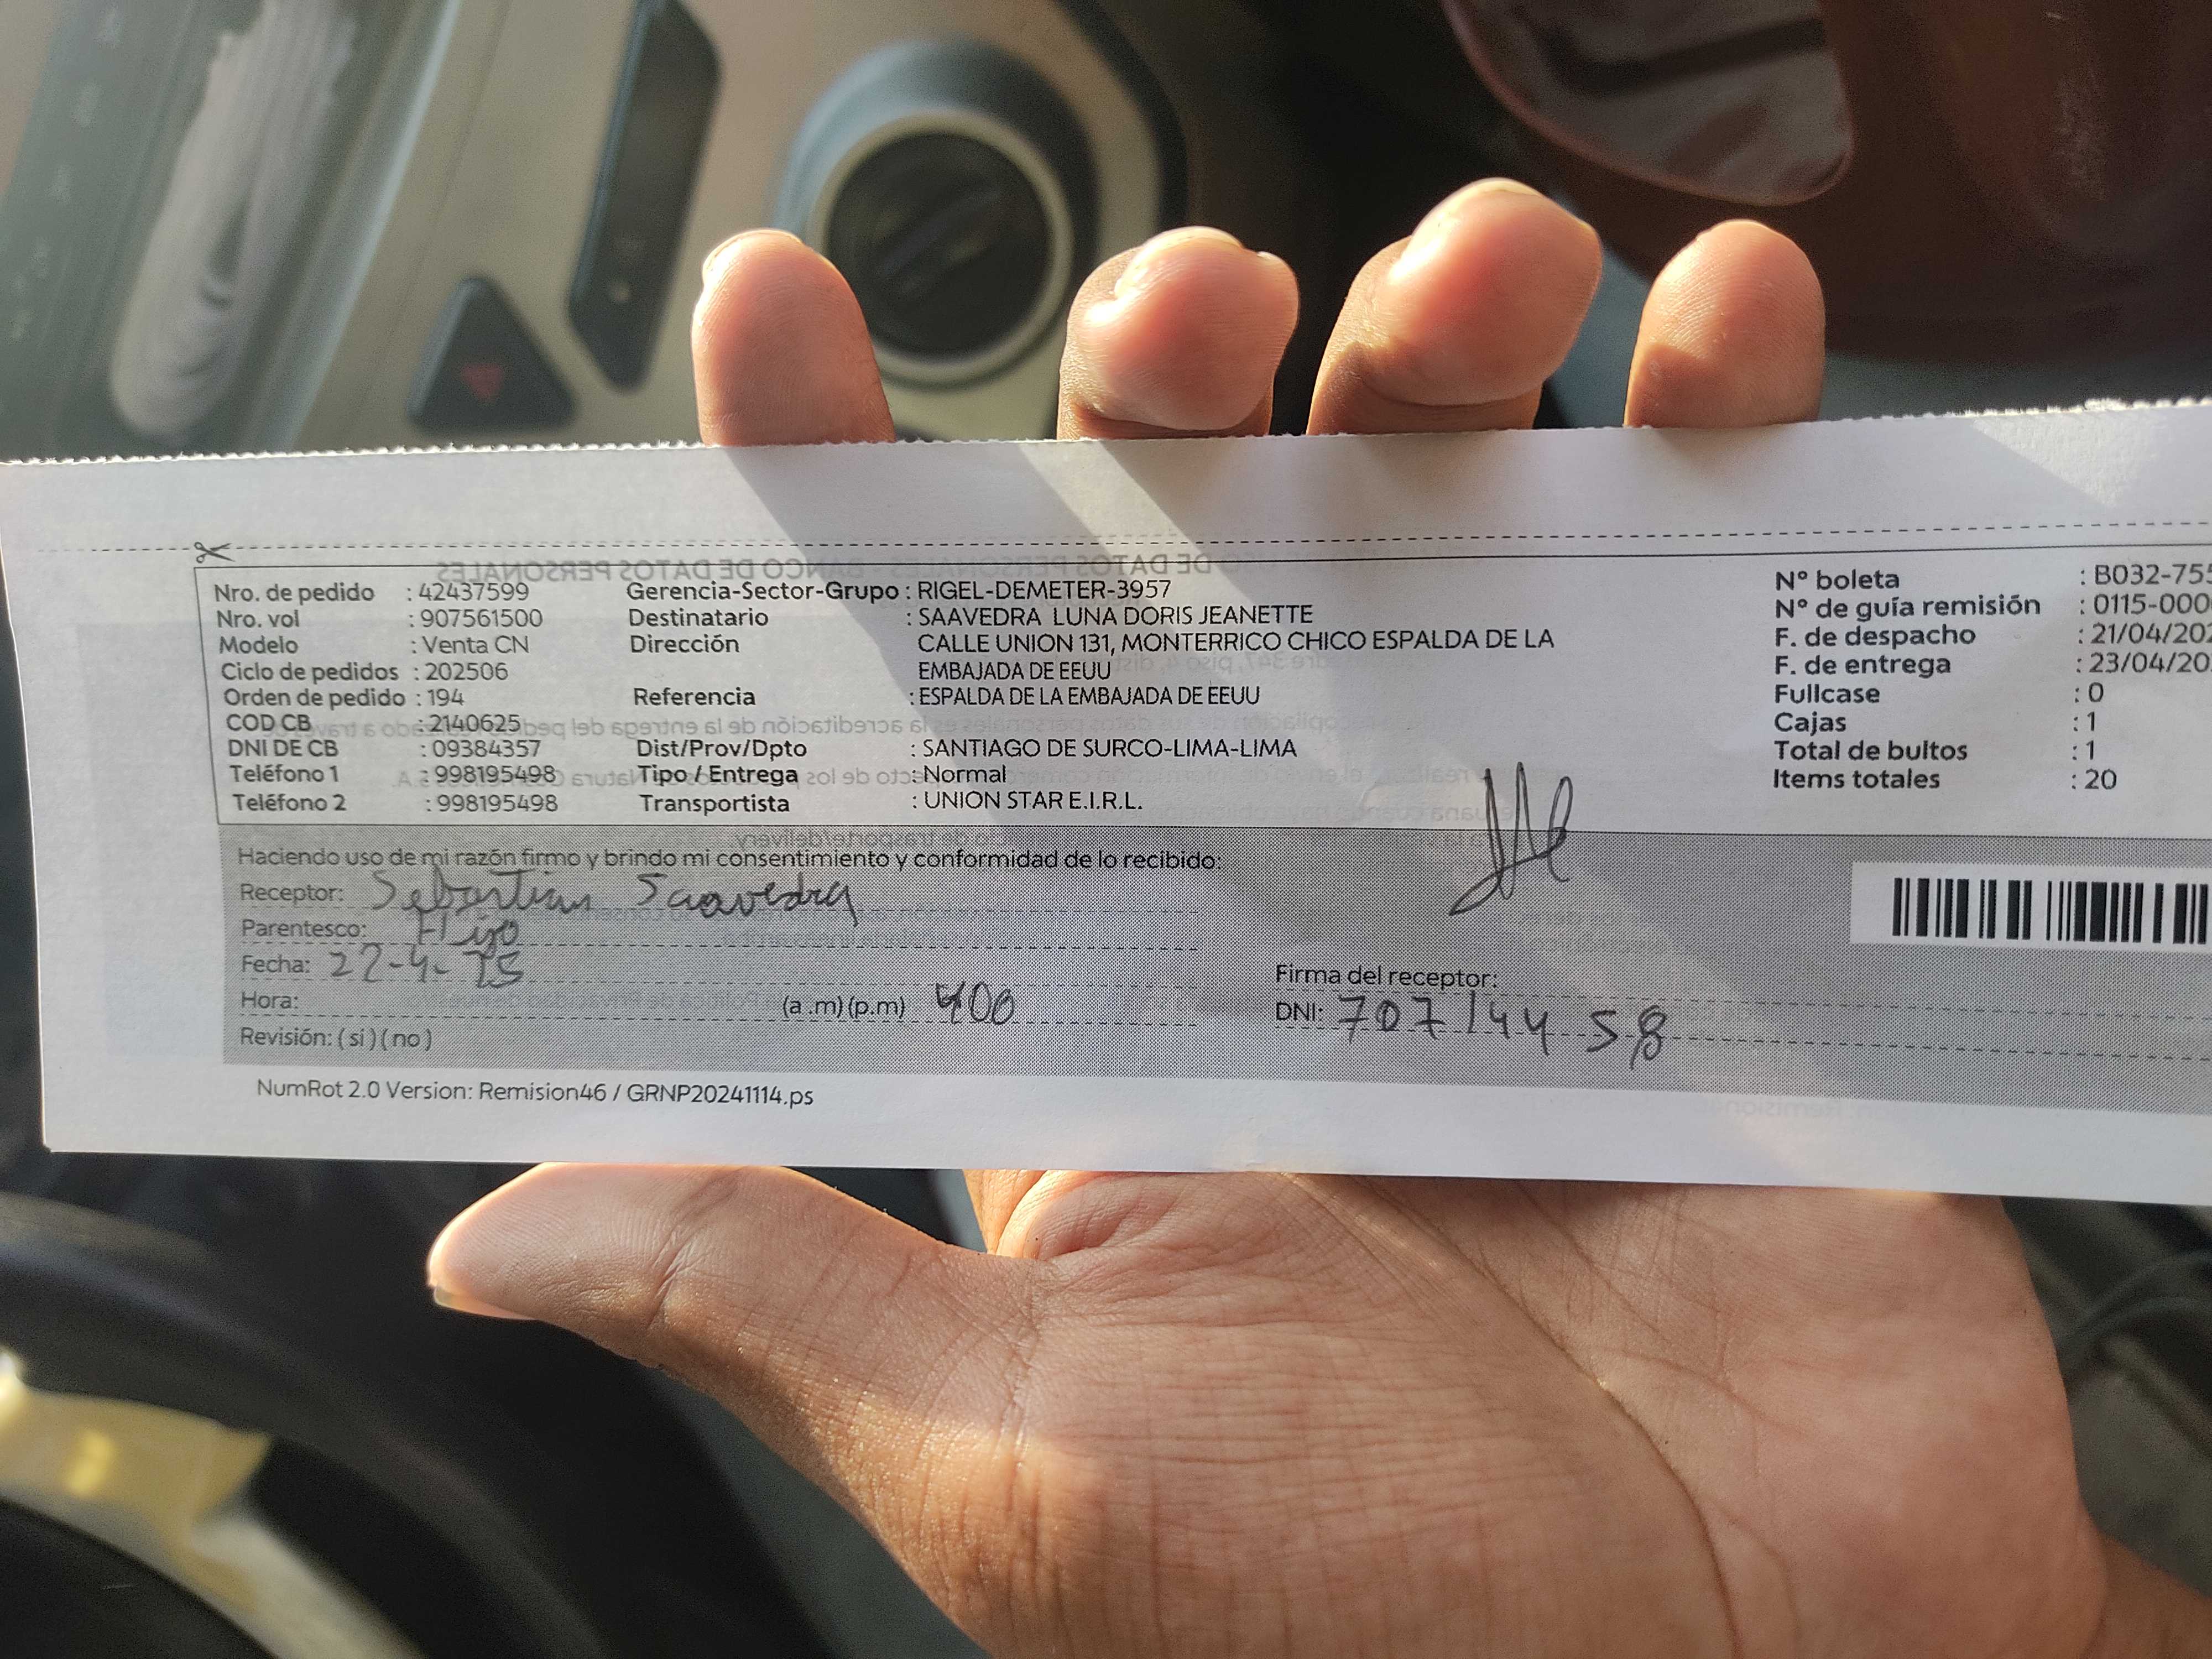 Nro. de pedido : 42437599 Gerencia-Sector-Grupo : RIGEL-DEMETER-3957 N° boleta : B032-755
Nro. vol : 907561500 Destinatario : SAAVEDRA LUNA DORIS JEANETTE N° de guía remisión : 0115-000
Modelo : Venta CN Dirección CALLE UNION 131, MONTERRICO CHICO ESPALDA DE LA F. de despacho : 21/04/202
Ciclo de pedidos : 202506 EMBAJADA DE EEUU F. de entrega : 23/04/20
Orden de pedido : 194 Referencia : ESPALDA DE LA EMBAJADA DE EEUU Fullcase : 0
COD CB : 2140625 Cajas : 1
DNI DE CB : 09384357 Dist/Prov/Dpto : SANTIAGO DE SURCO-LIMA-LIMA Total de bultos : 1
Teléfono 1 : 998195498 Tipo / Entrega : Normal Items totales : 20
Teléfono 2 : 998195498 Transportista : UNION STAR E.I.R.L.
Haciendo uso de mi razón firmo y brindo mi consentimiento y conformidad de lo recibido:
Receptor: Sebastian Saavedra
Parentesco: Hijo
Fecha: 22-4-25
Firma del receptor:
Hora: (a .m) (p.m) 400
DNI: 70714458
Revisión: ( si ) ( no )
NumRot 2.0 Version: Remision46 / GRNP20241114.ps